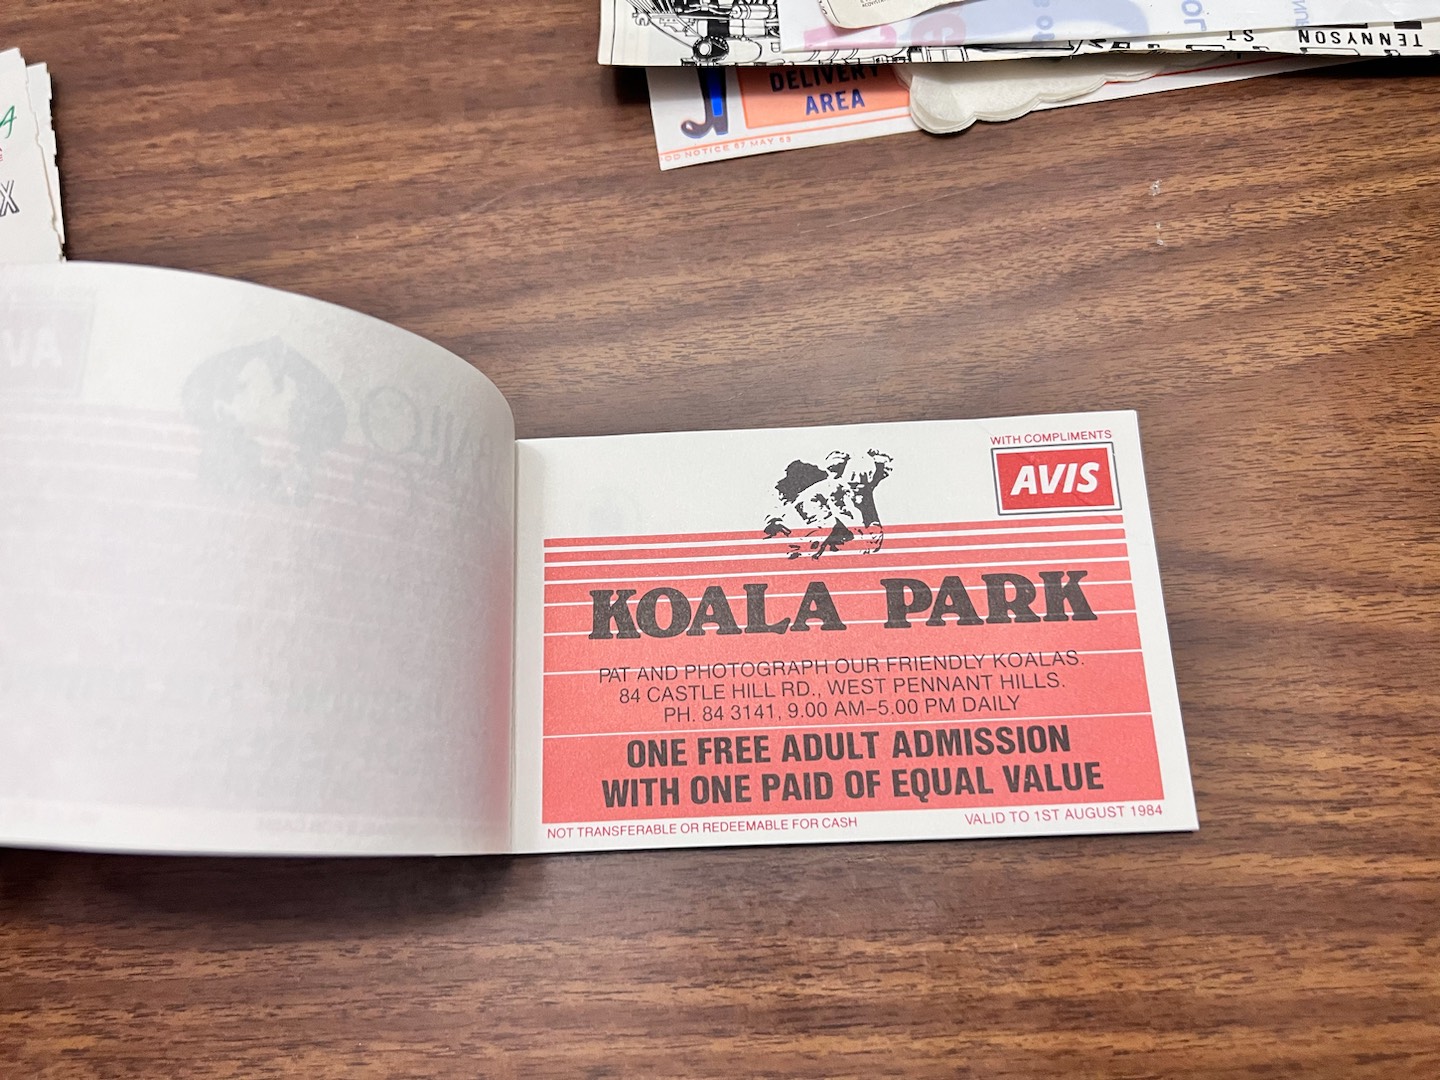 DELIVERY
AREA
TENNYSON
ST
WITH COMPLIMENTS
AVIS
KOALA PARK
PAT AND PHOTOGRAPH OUR FRIENDLY KOALAS.
84 CASTLE HILL RD., WEST PENNANT HILLS.
PH. 84 3141, 9.00 AM–5.00 PM DAILY
ONE FREE ADULT ADMISSION
WITH ONE PAID OF EQUAL VALUE
NOT TRANSFERABLE OR REDEEMABLE FOR CASH
VALID TO 1ST AUGUST 1984